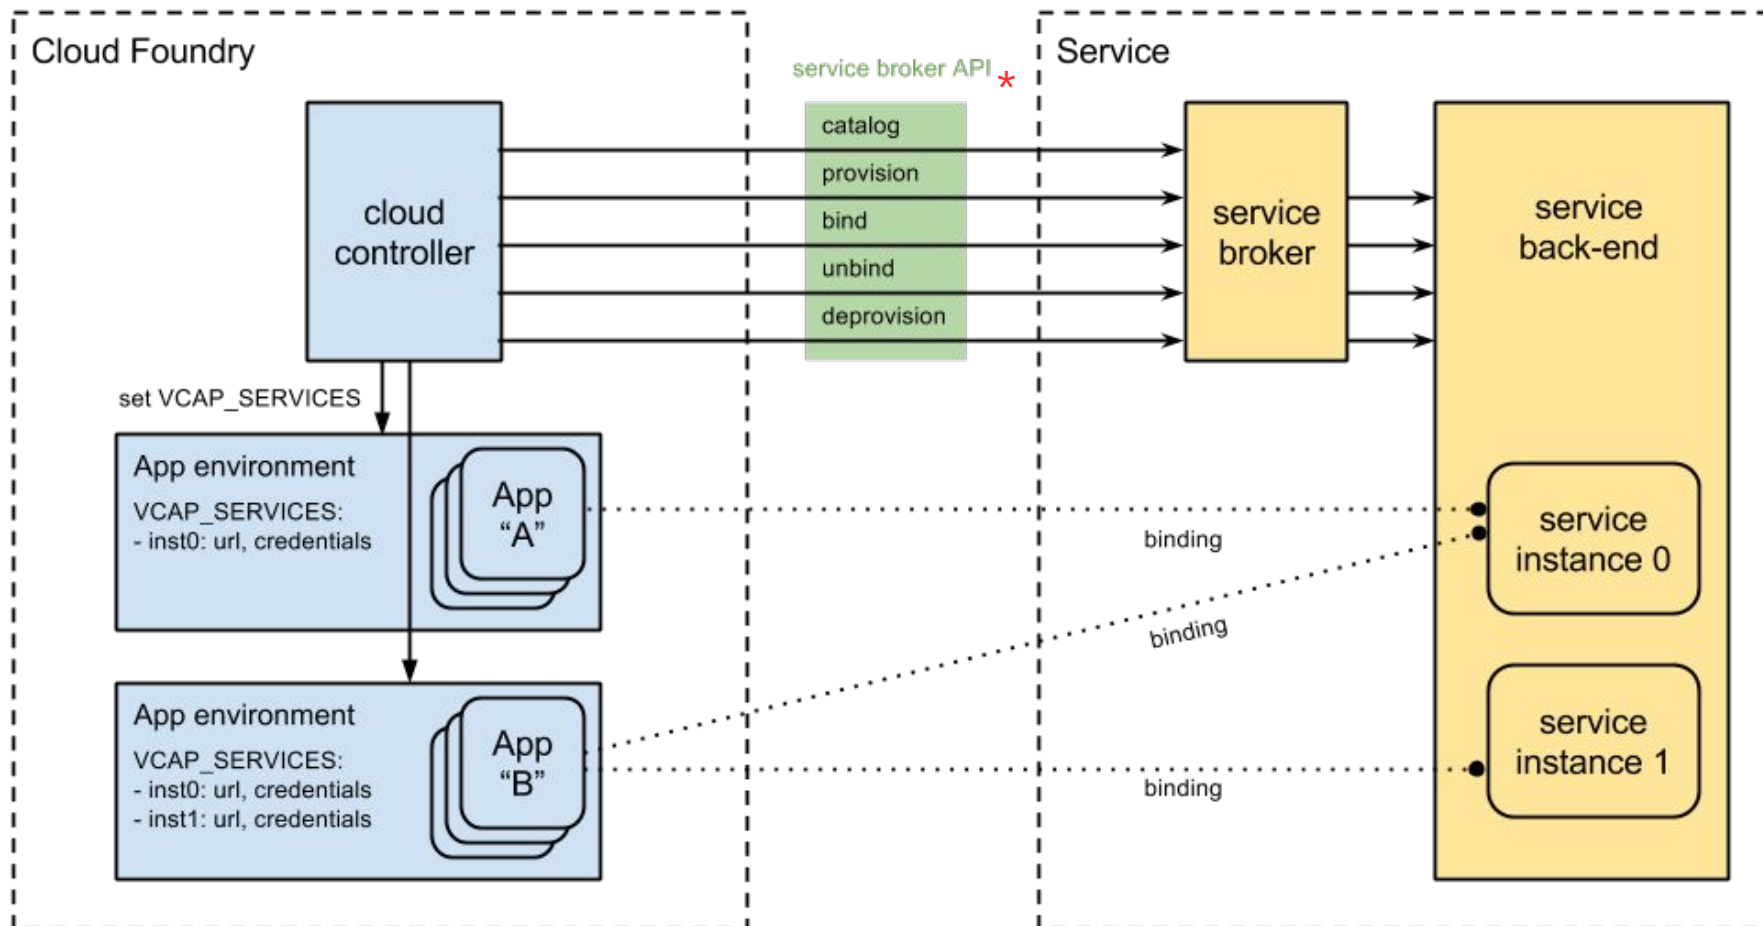 Cloud Foundry
service broker API *
Service
catalog
provision
bind
unbind
deprovision
cloud
controller
service
broker
service
back-end
set VCAP_SERVICES
App environment
VCAP_SERVICES:
- inst0: url, credentials
App
“A”
binding
service
instance 0
binding
App environment
VCAP_SERVICES:
- inst0: url, credentials
- inst1: url, credentials
App
“B”
binding
service
instance 1